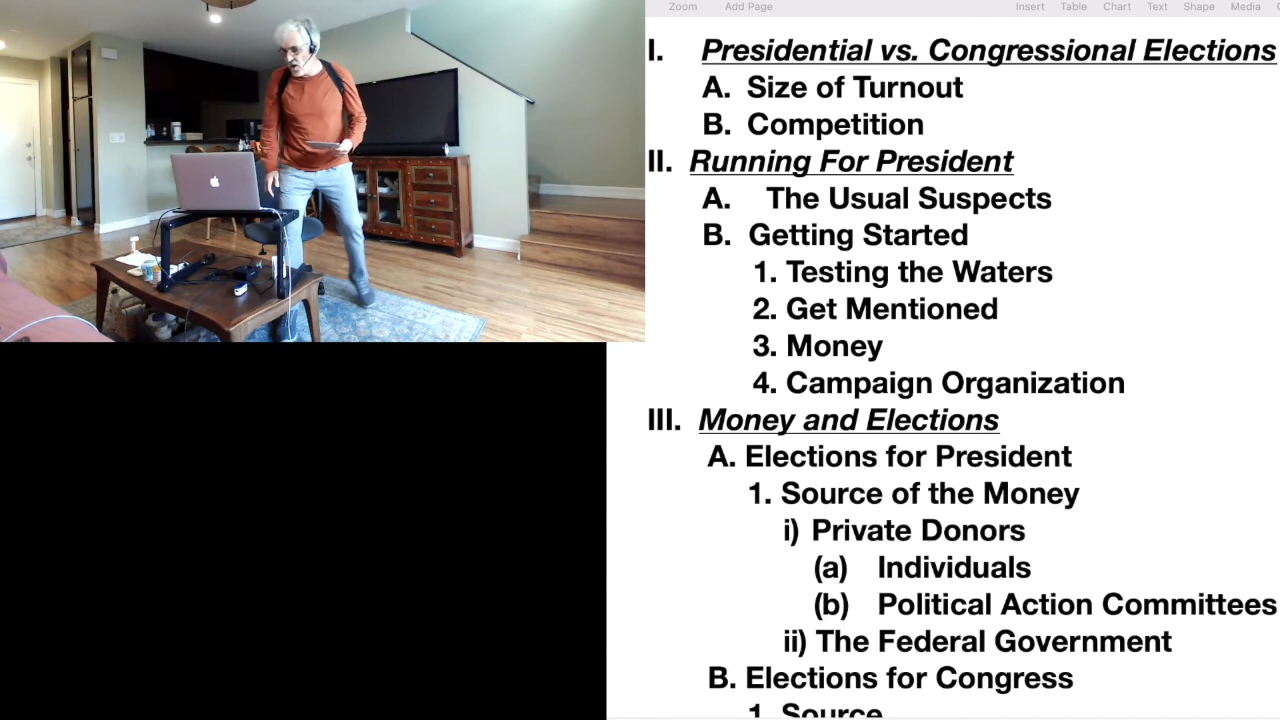 Zoom Add Page Insert Table Chart Text Shape Media
I. Presidential vs. Congressional Elections
A. Size of Turnout
B. Competition
II. Running For President
A. The Usual Suspects
B. Getting Started
1. Testing the Waters
2. Get Mentioned
3. Money
4. Campaign Organization
III. Money and Elections
A. Elections for President
1. Source of the Money
i) Private Donors
(a) Individuals
(b) Political Action Committees
ii) The Federal Government
B. Elections for Congress
1. Source